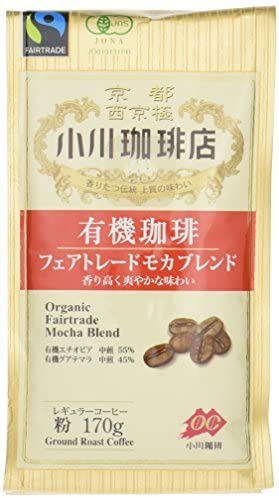 JAS
JONA
FAIRTRADE
京都
西京極
小川珈琲店
香りたつ伝統 上質の味わい
有機珈琲
フェアトレードモカブレンド
香り高く爽やかな味わい
Organic
Fairtrade
Mocha Blend
有機エチオピア 中煎 55%
有機グアテマラ 中煎 45%
レギュラーコーヒー
粉 170g
Ground Roast Coffee
OC
小川珈琲